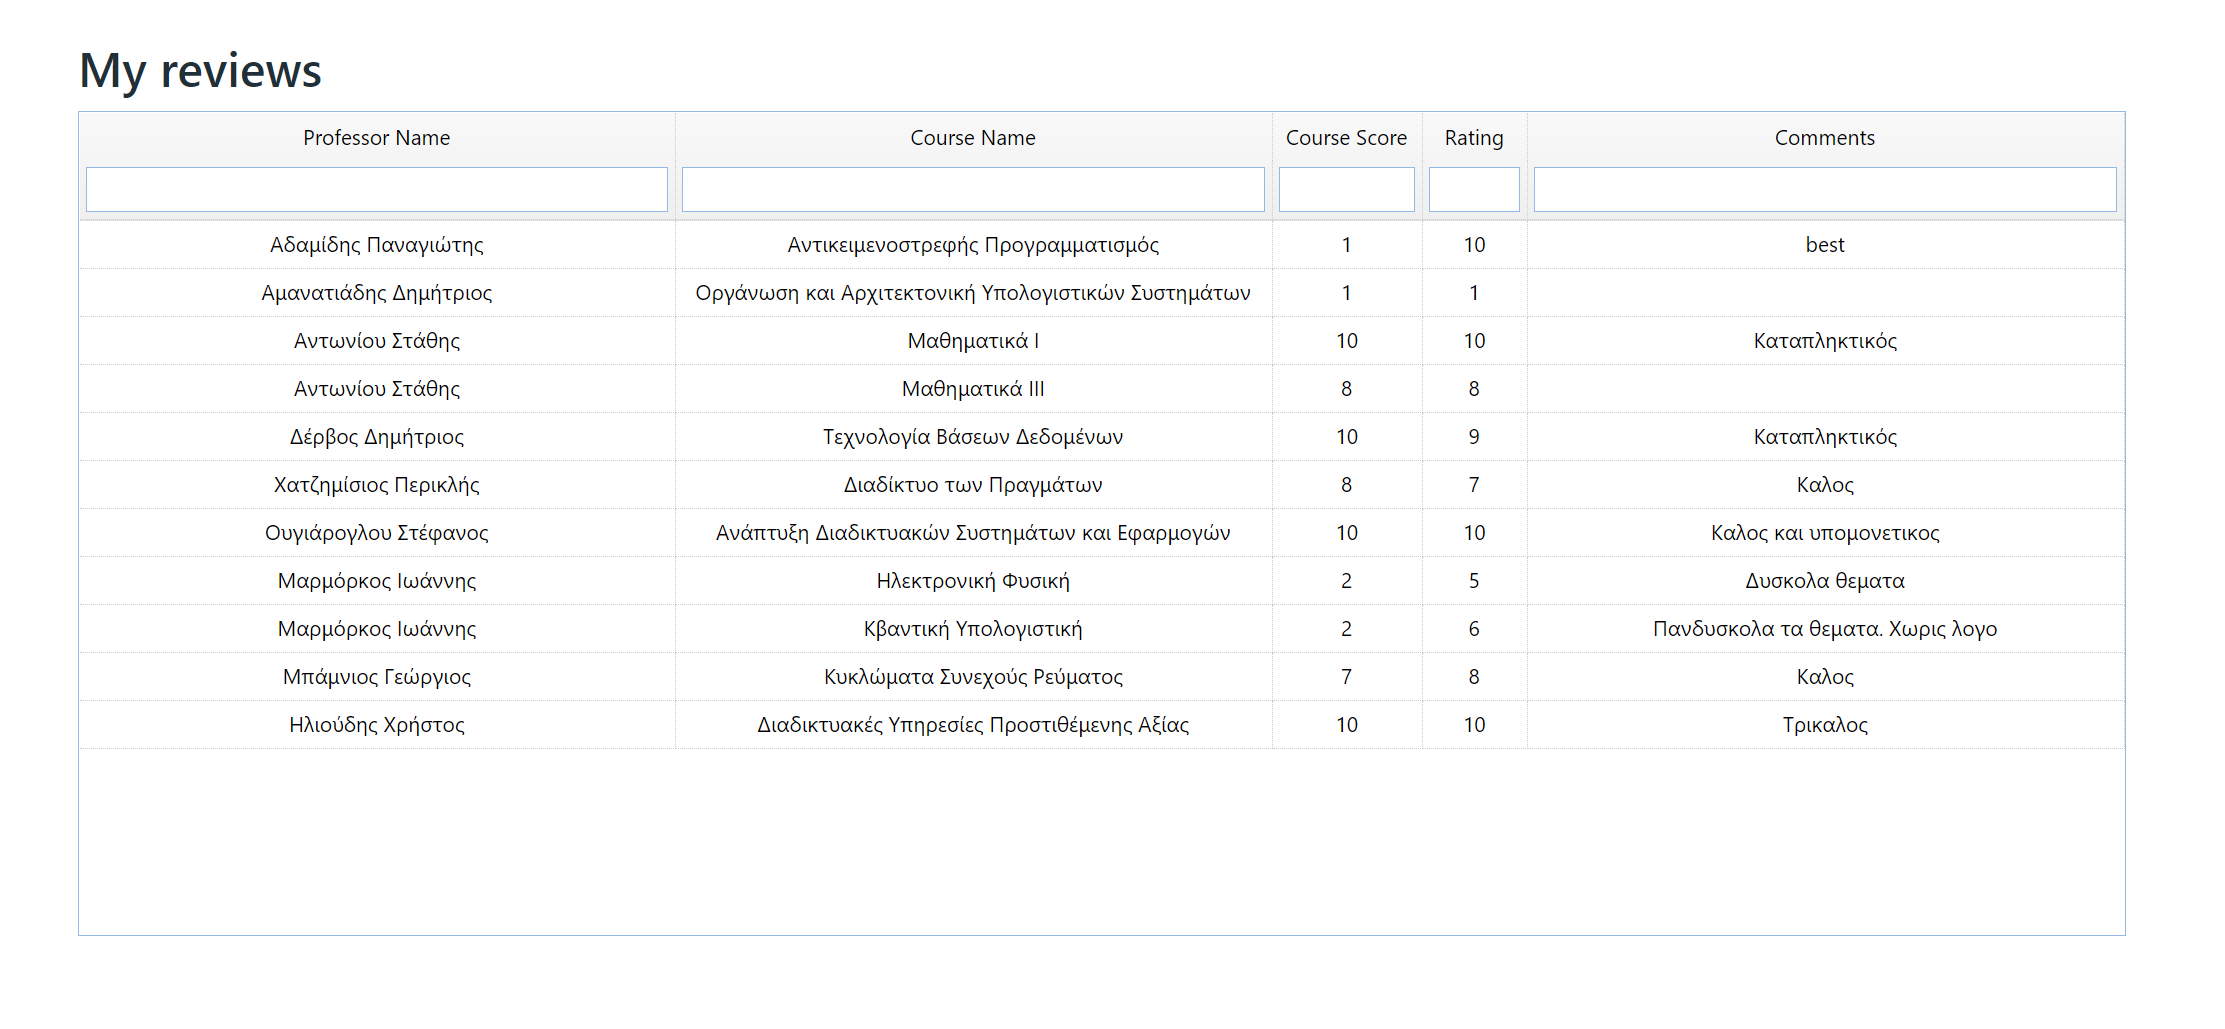 My reviews
Professor Name Course Name Course Score Rating Comments
Αδαμίδης Παναγιώτης Αντικειμενοστρεφής Προγραμματισμός 1 10 best
Αμανατιάδης Δημήτριος Οργάνωση και Αρχιτεκτονική Υπολογιστικών Συστημάτων 1 1
Αντωνίου Στάθης Μαθηματικά Ι 10 10 Καταπληκτικός
Αντωνίου Στάθης Μαθηματικά ΙΙΙ 8 8
Δέρβος Δημήτριος Τεχνολογία Βάσεων Δεδομένων 10 9 Καταπληκτικός
Χατζημίσιος Περικλής Διαδίκτυο των Πραγμάτων 8 7 Καλος
Ουγιάρογλου Στέφανος Ανάπτυξη Διαδικτυακών Συστημάτων και Εφαρμογών 10 10 Καλος και υπομονετικος
Μαρμόρκος Ιωάννης Ηλεκτρονική Φυσική 2 5 Δυσκολα θεματα
Μαρμόρκος Ιωάννης Κβαντική Υπολογιστική 2 6 Πανδυσκολα τα θεματα. Χωρις λογο
Μπάμνιος Γεώργιος Κυκλώματα Συνεχούς Ρεύματος 7 8 Καλος
Ηλιούδης Χρήστος Διαδικτυακές Υπηρεσίες Προστιθέμενης Αξίας 10 10 Τρικαλος